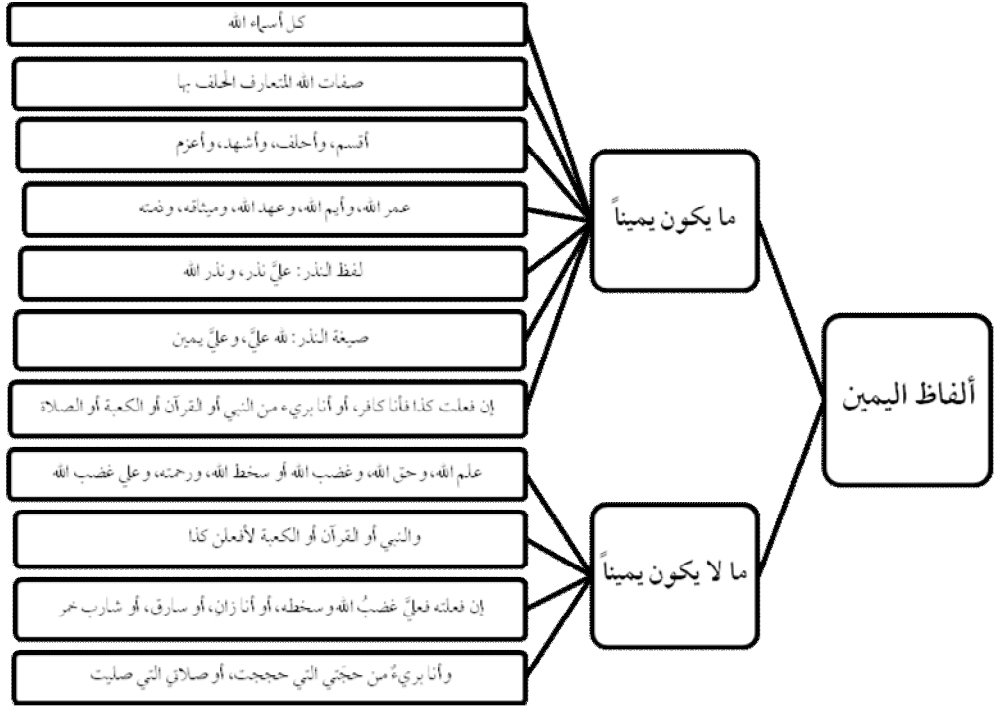 ألفاظ اليمين
ما يكون يميناً
كل أسماء الله
صفات الله المتعارف الحلف بها
أقسم، وأحلف، وأشهد، وأعزم
عمر الله، وأيم الله، وعهد الله، وميثاقه، وذمته
لفظ النذر: عليَّ نذر، ونذر الله
صيغة النذر: لله عليَّ، وعليَّ يمين
إن فعلت كذا فأنا كافر، أو أنا بريء من النبي أو القرآن أو الكعبة أو الصلاة
ما لا يكون يميناً
علم الله، وحق الله، وغضب الله أو سخط الله، ورحمته، وعلي غضب الله
والنبي أو القرآن أو الكعبة لأفعلن كذا
إن فعلته فعليَّ غضبُ الله وسخطه، أو أنا زانٍ، أو سارق، أو شارب خمر
وأنا بريءٌ من حجَتي التي حججت، أو صلاتي التي صليت